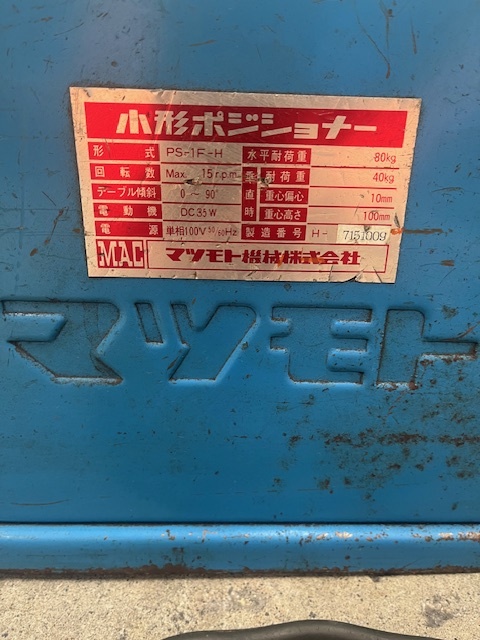 小形ポジショナー
形式 PS-1F-H 水平耐荷重 80kg
回転数 Max. 15rpm 垂耐荷重 40kg
テーブル傾斜 0～90° 直重心偏心 10mm
電動機 DC35W 時重心高さ 100mm
電源 単相100V 50/60Hz 製造番号 H- 7151009
MAC マツモト機械株式会社
マツモト